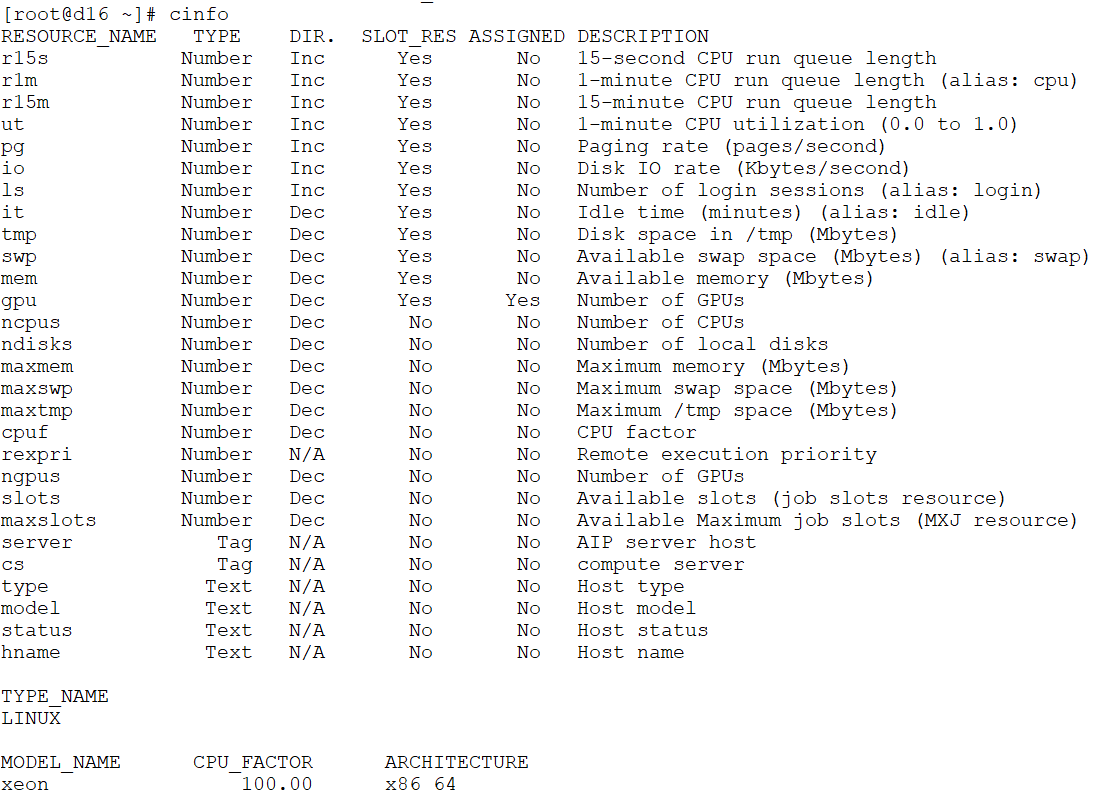 [root@d16 ~]# cinfo
RESOURCE_NAME   TYPE    DIR.  SLOT_RES ASSIGNED DESCRIPTION
r15s           Number   Inc      Yes       No   15-second CPU run queue length
r1m            Number   Inc      Yes       No   1-minute CPU run queue length (alias: cpu)
r15m           Number   Inc      Yes       No   15-minute CPU run queue length
ut             Number   Inc      Yes       No   1-minute CPU utilization (0.0 to 1.0)
pg             Number   Inc      Yes       No   Paging rate (pages/second)
io             Number   Inc      Yes       No   Disk IO rate (Kbytes/second)
ls             Number   Inc      Yes       No   Number of login sessions (alias: login)
it             Number   Dec      Yes       No   Idle time (minutes) (alias: idle)
tmp            Number   Dec      Yes       No   Disk space in /tmp (Mbytes)
swp            Number   Dec      Yes       No   Available swap space (Mbytes) (alias: swap)
mem            Number   Dec      Yes       No   Available memory (Mbytes)
gpu            Number   Dec      Yes      Yes   Number of GPUs
ncpus          Number   Dec       No       No   Number of CPUs
ndisks         Number   Dec       No       No   Number of local disks
maxmem         Number   Dec       No       No   Maximum memory (Mbytes)
maxswp         Number   Dec       No       No   Maximum swap space (Mbytes)
maxtmp         Number   Dec       No       No   Maximum /tmp space (Mbytes)
cpuf           Number   Dec       No       No   CPU factor
rexpri         Number   N/A       No       No   Remote execution priority
ngpus          Number   Dec       No       No   Number of GPUs
slots          Number   Dec       No       No   Available slots (job slots resource)
maxslots       Number   Dec       No       No   Available Maximum job slots (MXJ resource)
server            Tag   N/A       No       No   AIP server host
cs                Tag   N/A       No       No   compute server
type             Text   N/A       No       No   Host type
model            Text   N/A       No       No   Host model
status           Text   N/A       No       No   Host status
hname            Text   N/A       No       No   Host name
TYPE_NAME
LINUX
MODEL_NAME      CPU_FACTOR      ARCHITECTURE
xeon                100.00      x86 64